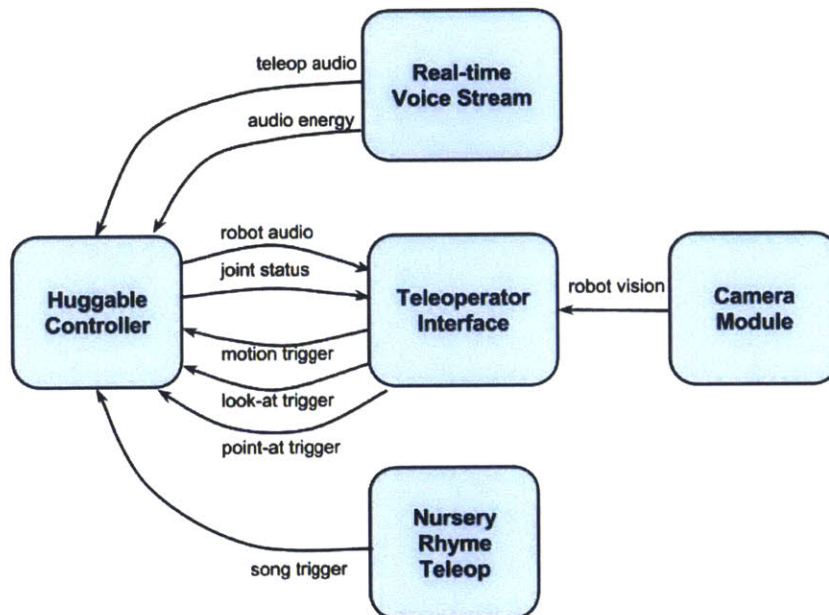 teleop audio
Real-time
Voice Stream
audio energy
robot audio
joint status
Huggable
Controller
Teleoperator
Interface
robot vision
Camera
Module
motion trigger
look-at trigger
point-at trigger
Nursery
Rhyme
Teleop
song trigger